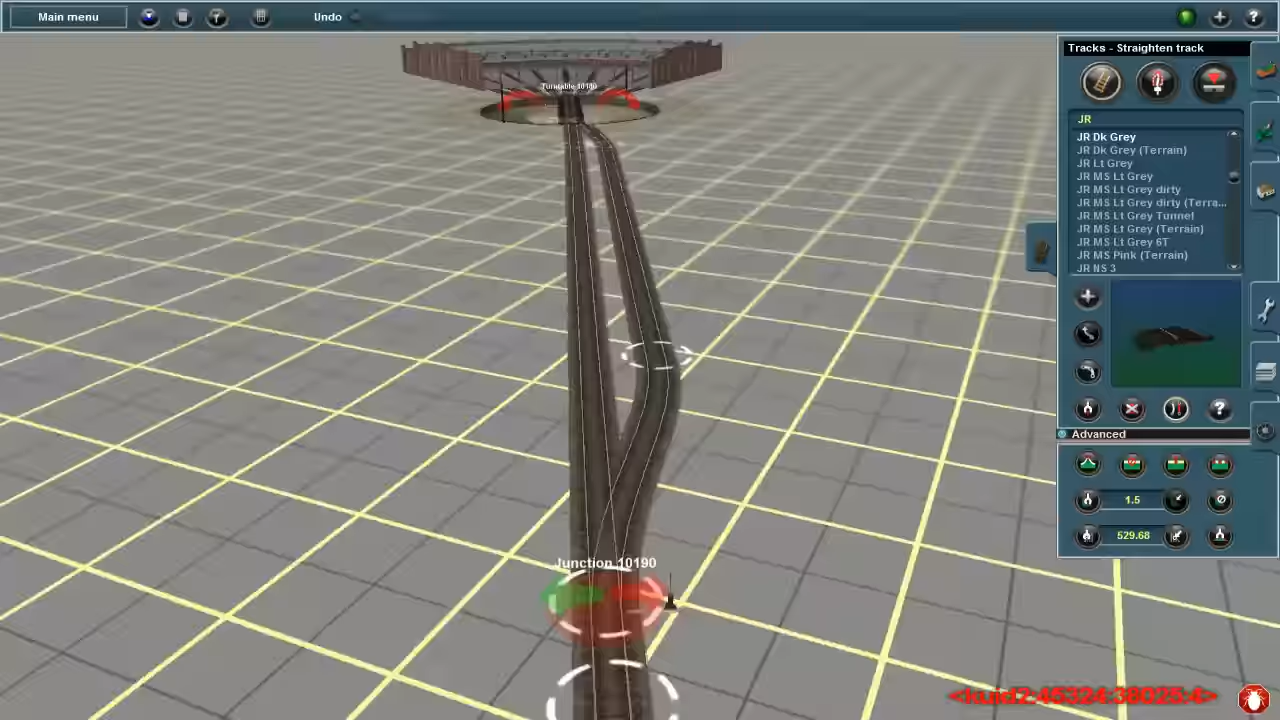 Main menu
Undo
?
Tracks - Straighten track
JR
JR Dk Grey
JR Dk Grey (Terrain)
JR Lt Grey
JR MS Lt Grey
JR MS Lt Grey dirty
JR MS Lt Grey dirty (Terra...
JR MS Lt Grey Tunnel
JR MS Lt Grey (Terrain)
JR MS Lt Grey 6T
JR MS Pink (Terrain)
JR NS 3
?
Advanced
1.5
529.68
Turntable 10180
Junction 10190
<kuid2:45324:38025:4>